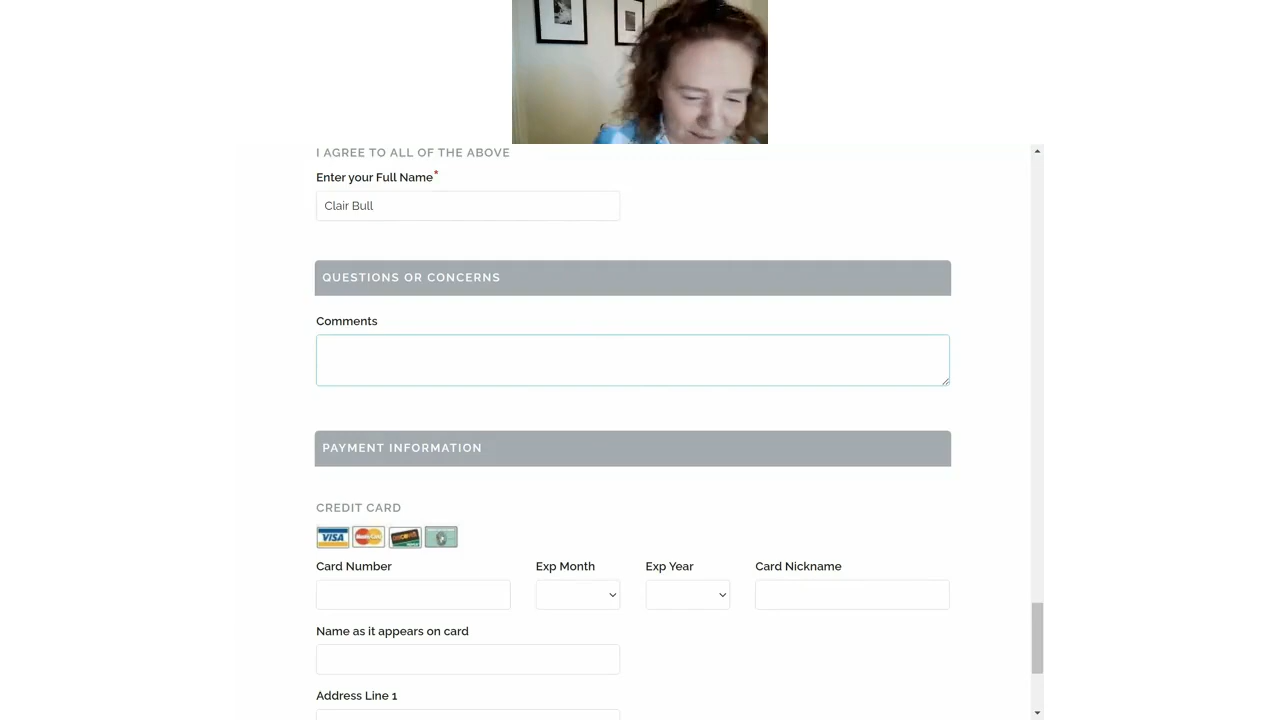 I AGREE TO ALL OF THE ABOVE
Enter your Full Name*
Clair Bull
QUESTIONS OR CONCERNS
Comments
PAYMENT INFORMATION
CREDIT CARD
VISA MasterCard DISCOVER
Card Number Exp Month Exp Year Card Nickname
Name as it appears on card
Address Line 1